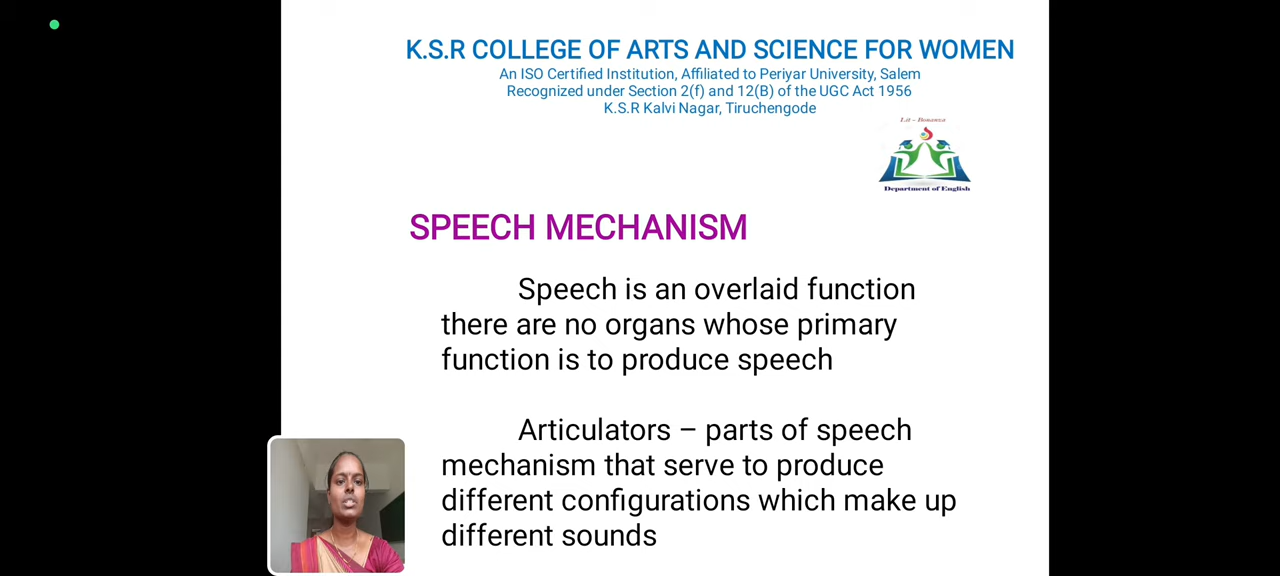 K.S.R COLLEGE OF ARTS AND SCIENCE FOR WOMEN
An ISO Certified Institution, Affiliated to Periyar University, Salem
Recognized under Section 2(f) and 12(B) of the UGC Act 1956
K.S.R Kalvi Nagar, Tiruchengode
Lit – Bonanza
Department of English
SPEECH MECHANISM
Speech is an overlaid function
there are no organs whose primary
function is to produce speech
Articulators – parts of speech
mechanism that serve to produce
different configurations which make up
different sounds